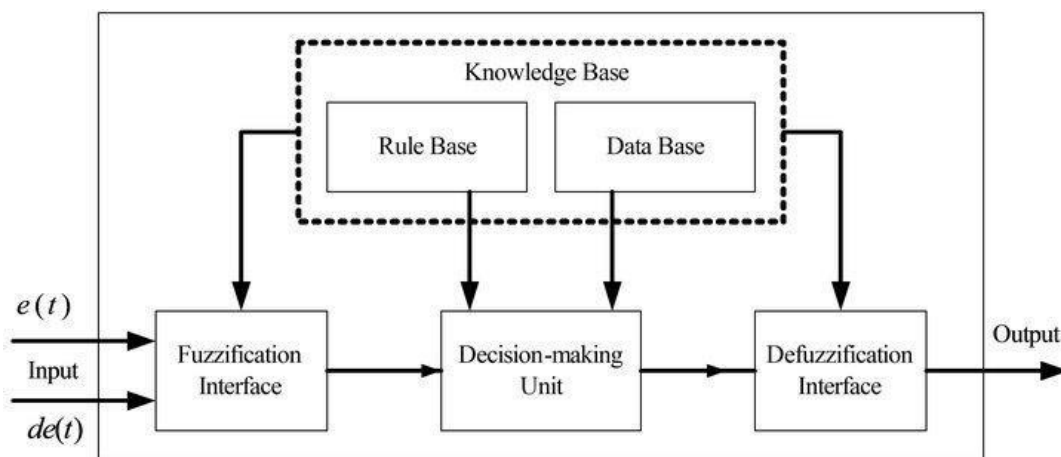 Knowledge Base
Rule Base
Data Base
e(t)
Input
de(t)
Fuzzification
Interface
Decision-making
Unit
Defuzzification
Interface
Output